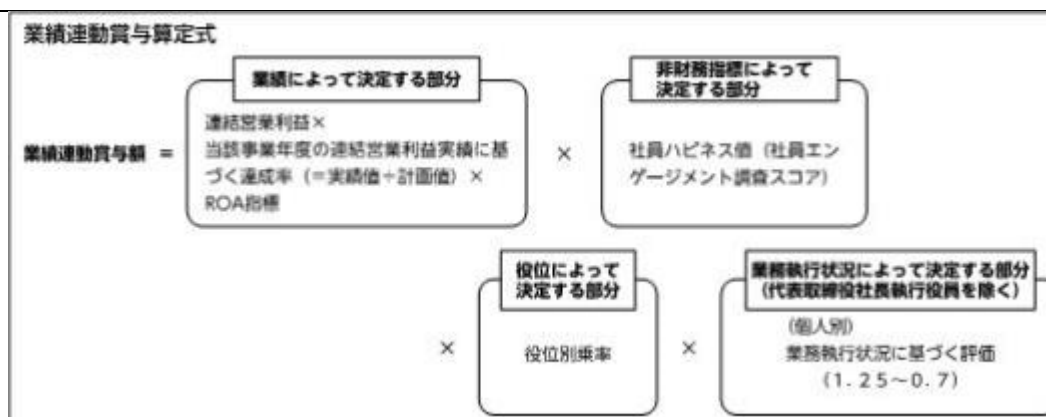 業績連動賞与算定式
業績によって決定する部分
業績連動賞与額 =
連結営業利益×
当該事業年度の連結営業利益実績に基
づく達成率（＝実績値÷計画値）×
ROA指標
×
非財務指標によって
決定する部分
社員ハピネス値（社員エン
ゲージメント調査スコア）
×
役位によって
決定する部分
役位別乗率
×
業務執行状況によって決定する部分
（代表取締役社長執行役員を除く）
（個人別）
業務執行状況に基づく評価
（1.25～0.7）